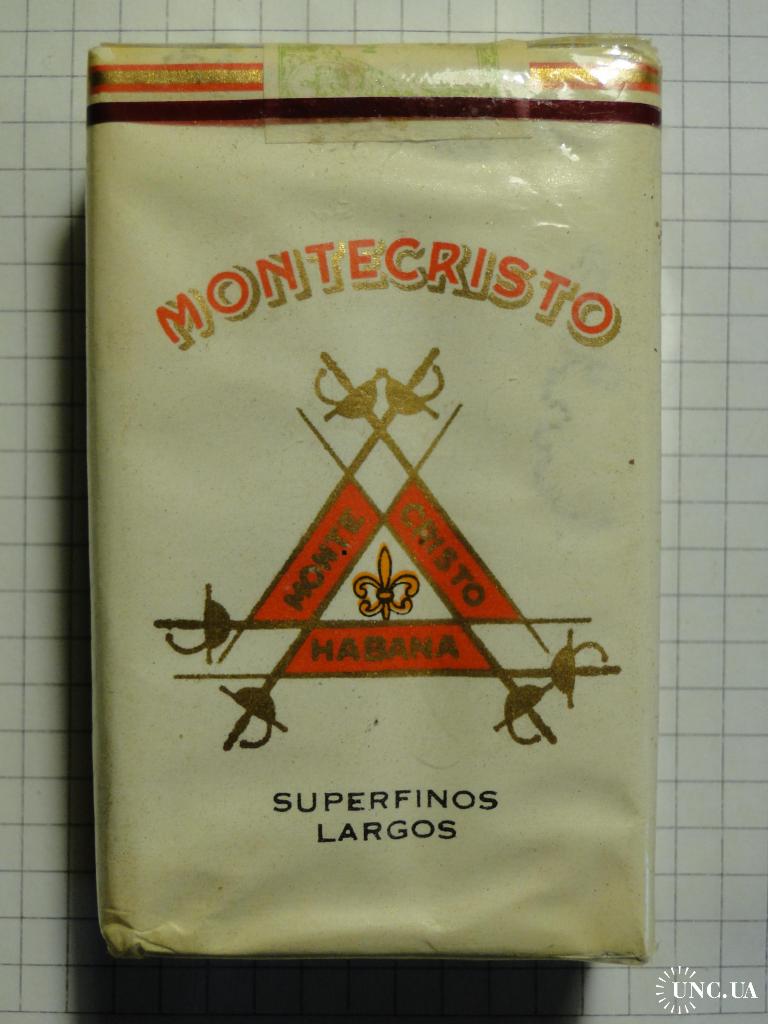 MONTECRISTO
MONTE CRISTO
HABANA
SUPERFINOS
LARGOS
UNC.UA